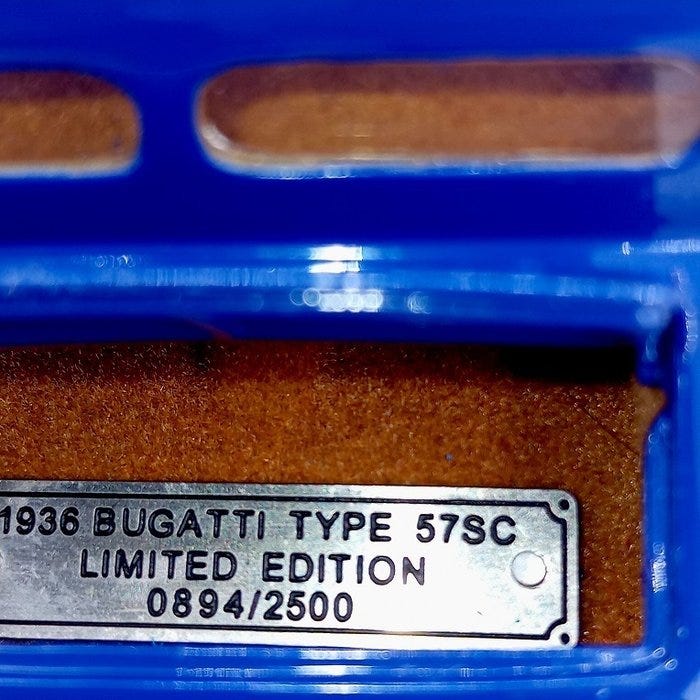 1936 BUGATTI TYPE 57SC
LIMITED EDITION
0894/2500